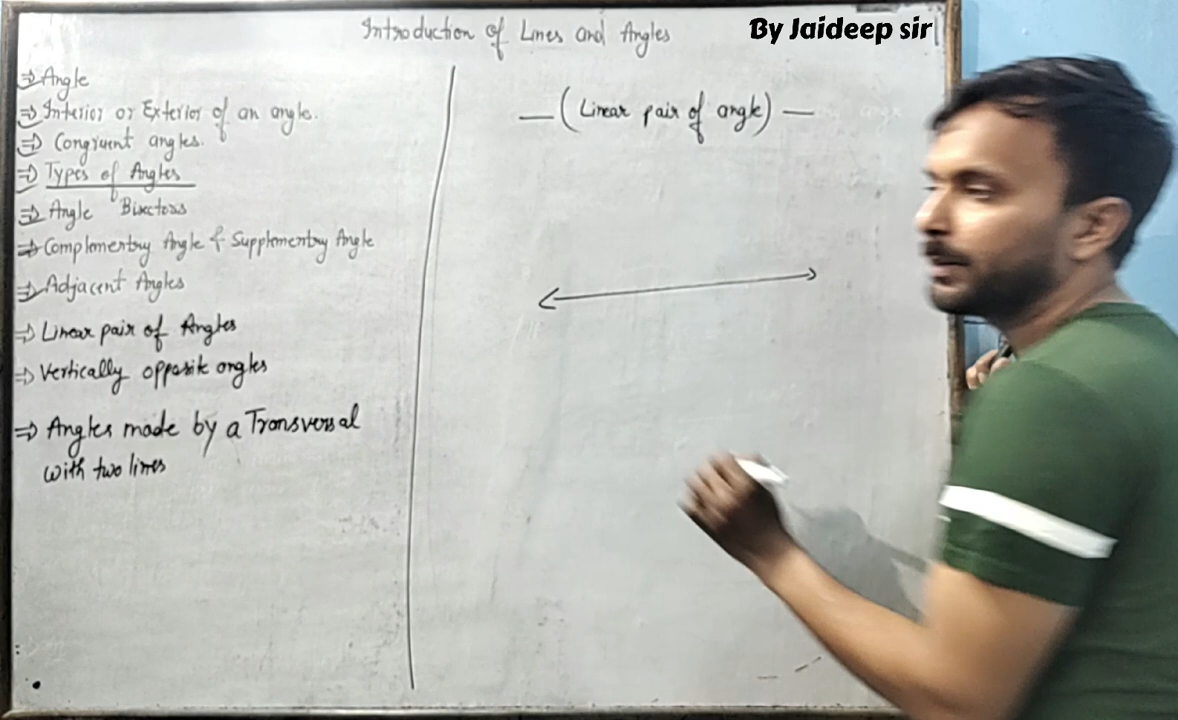 Introduction of Lines and Angles
By Jaideep sir
⇒ Angle
⇒ Interior or Exterior of an angle.
⇒ Congruent angles.
⇒ Types of Angles
⇒ Angle Bisectors
⇒ Complementry Angle & Supplementry Angle
⇒ Adjacent Angles
⇒ Linear pair of Angles
⇒ Vertically opposite angles
⇒ Angles made by a Transversal
with two lines
— (Linear pair of angle) —